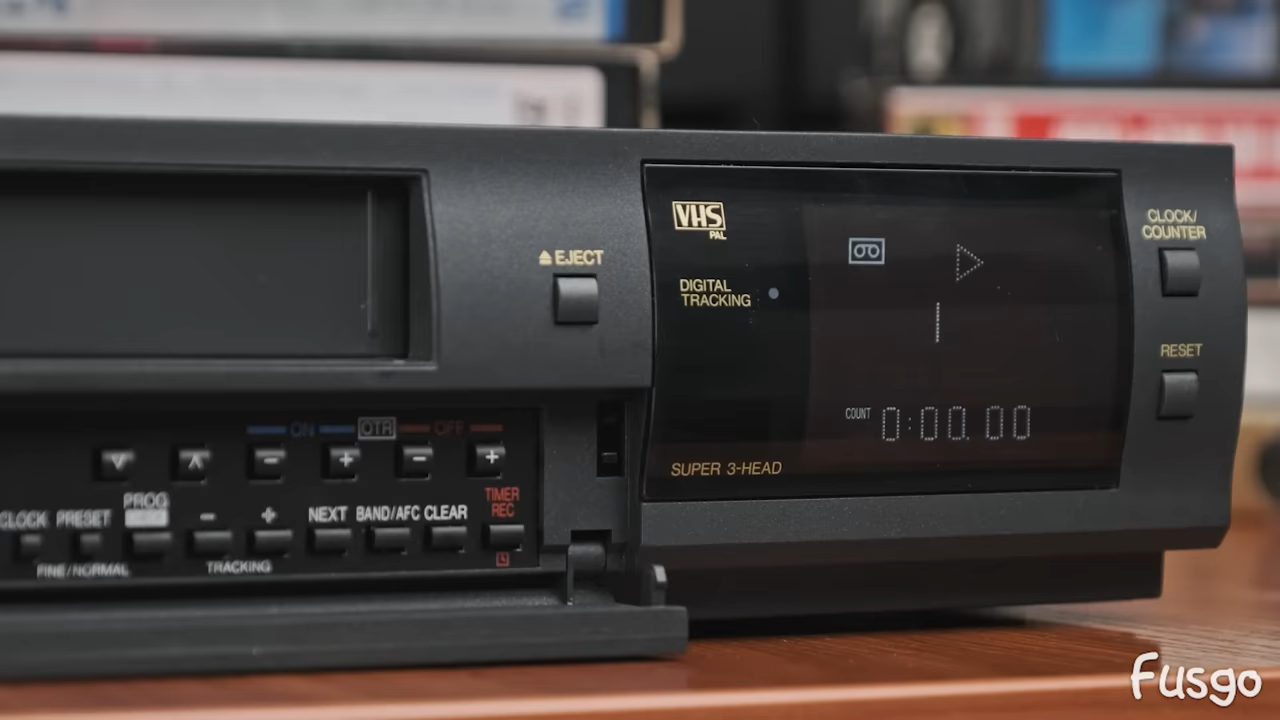 VHS
PAL
▲EJECT
DIGITAL
TRACKING
COUNT 0:00.00
SUPER 3-HEAD
CLOCK/
COUNTER
RESET
ON OTR OFF
TIMER
REC
CLOCK PRESET PROG - + NEXT BAND/AFC CLEAR
FINE/NORMAL TRACKING
Fusgo